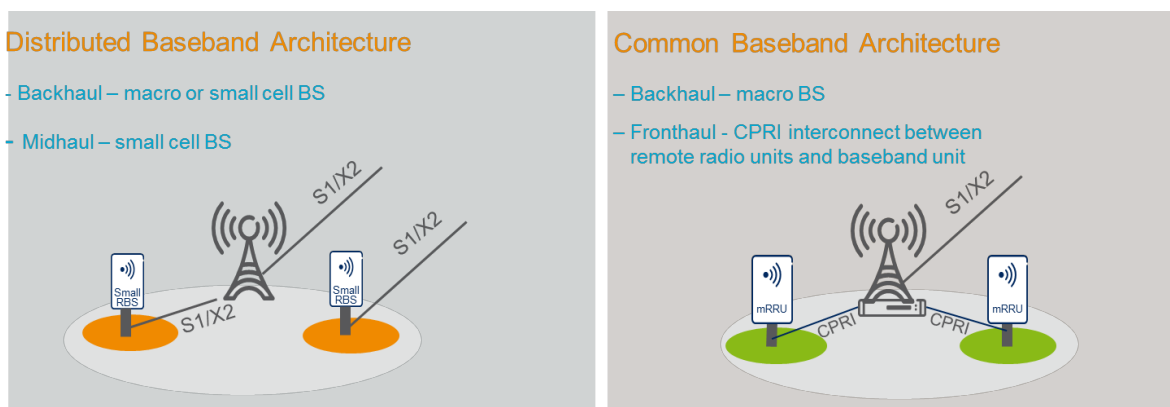 Distributed Baseband Architecture
- Backhaul – macro or small cell BS
- Midhaul – small cell BS
S1/X2
S1/X2
Small
RBS
Small
RBS
S1/X2
Common Baseband Architecture
– Backhaul – macro BS
– Fronthaul - CPRI interconnect between
remote radio units and baseband unit
S1/X2
mRRU
mRRU
CPRI
CPRI